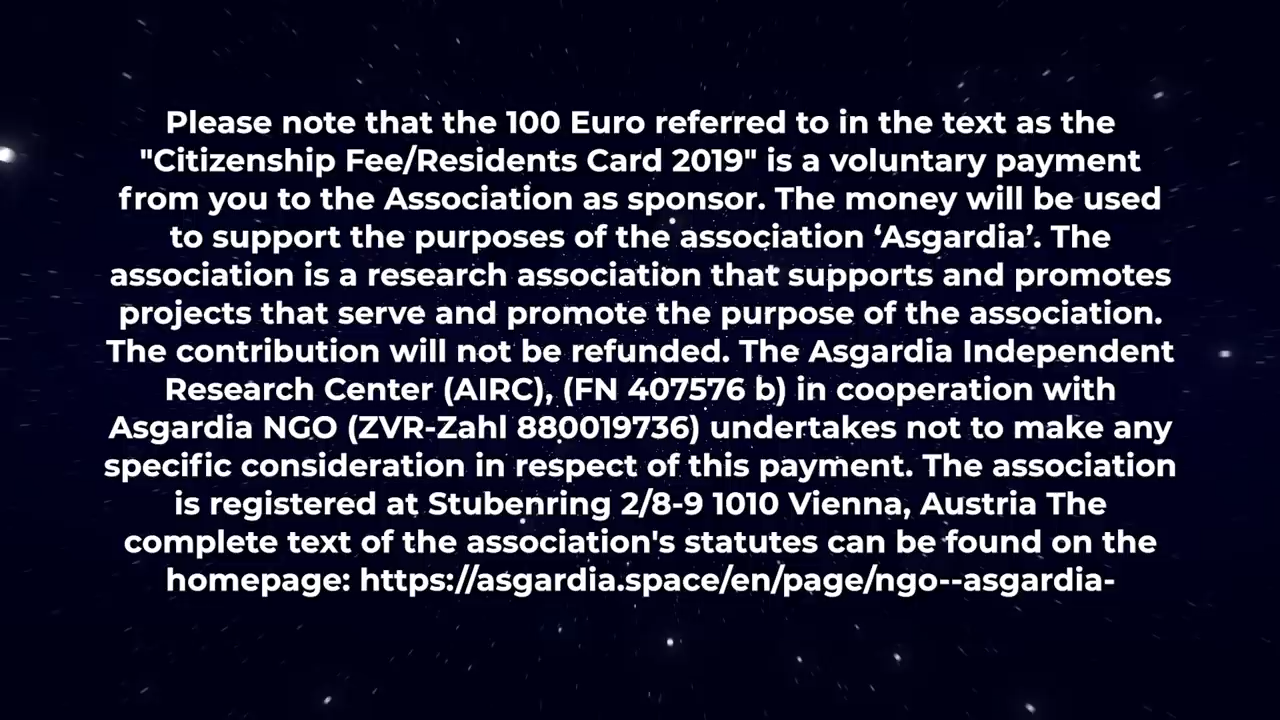 Please note that the 100 Euro referred to in the text as the
"Citizenship Fee/Residents Card 2019" is a voluntary payment
from you to the Association as sponsor. The money will be used
to support the purposes of the association ‘Asgardia’. The
association is a research association that supports and promotes
projects that serve and promote the purpose of the association.
The contribution will not be refunded. The Asgardia Independent
Research Center (AIRC), (FN 407576 b) in cooperation with
Asgardia NGO (ZVR-Zahl 880019736) undertakes not to make any
specific consideration in respect of this payment. The association
is registered at Stubenring 2/8-9 1010 Vienna, Austria The
complete text of the association's statutes can be found on the
homepage: https://asgardia.space/en/page/ngo--asgardia-